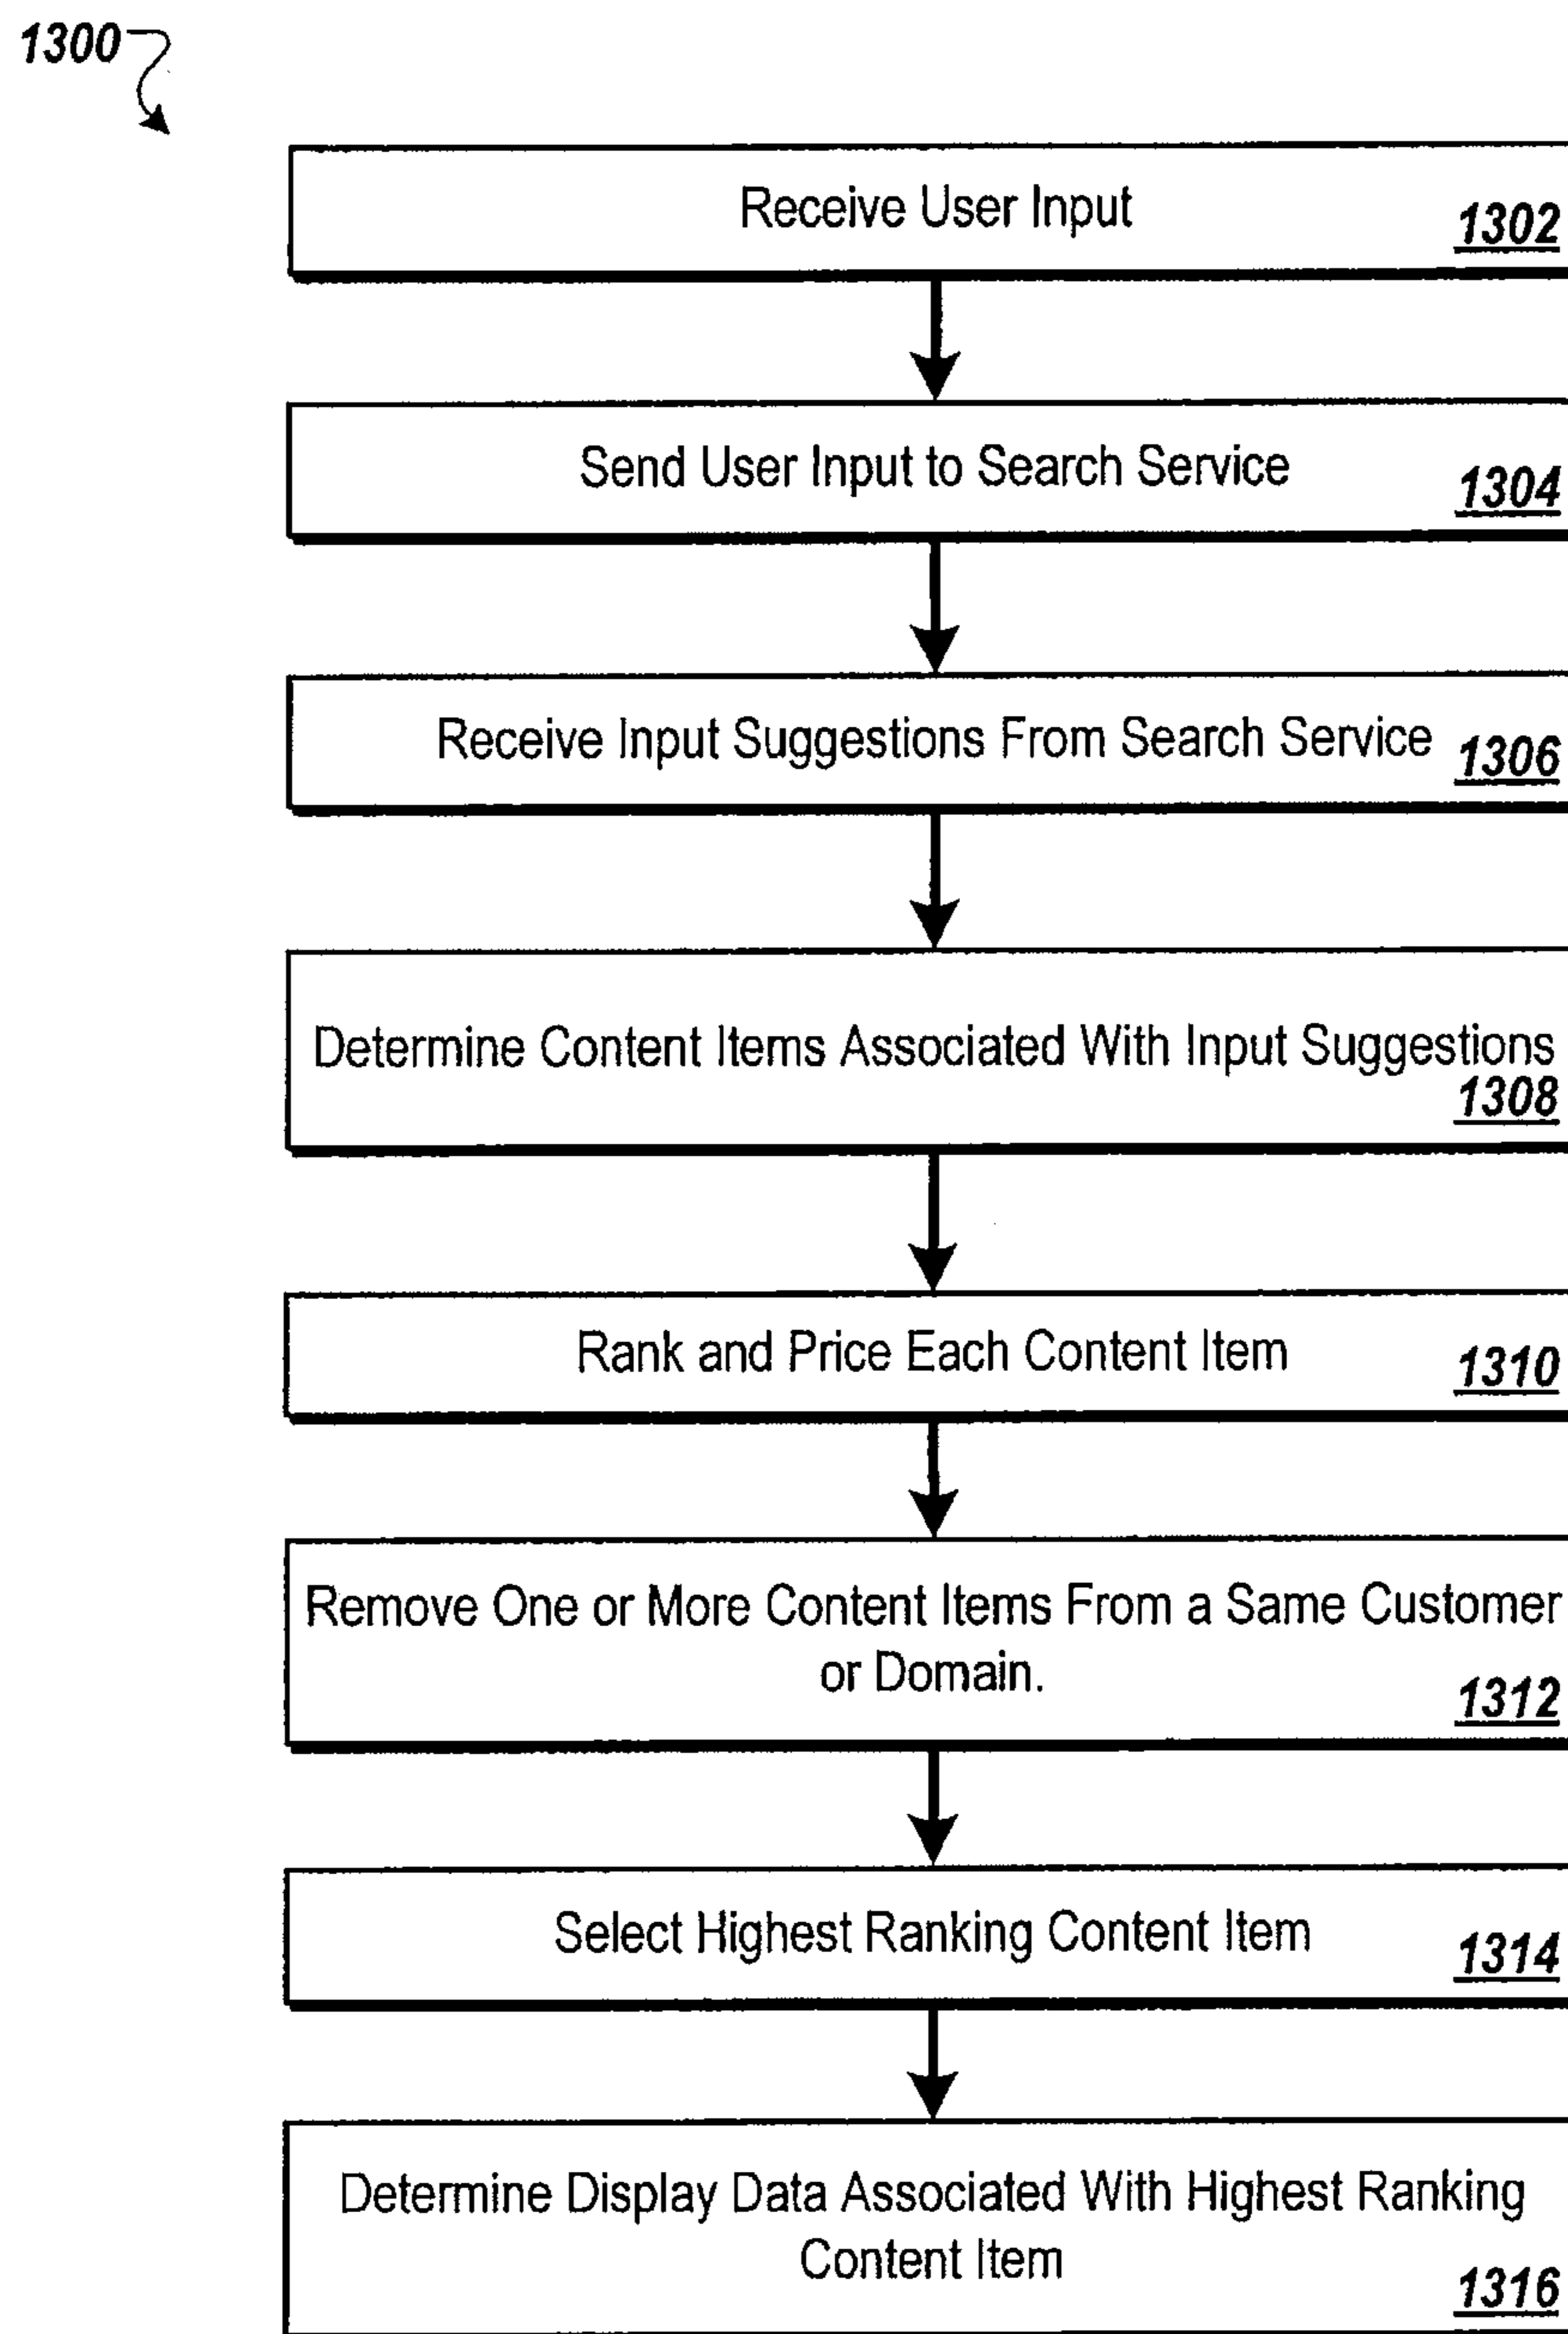 1300
Receive User Input
1302
Send User Input to Search Service
1304
Receive Input Suggestions From Search Service
1306
Determine Content Items Associated With Input Suggestions
1308
Rank and Price Each Content Item
1310
Remove One or More Content Items From a Same Customer
or Domain.
1312
Select Highest Ranking Content Item
1314
Determine Display Data Associated With Highest Ranking
Content Item
1316